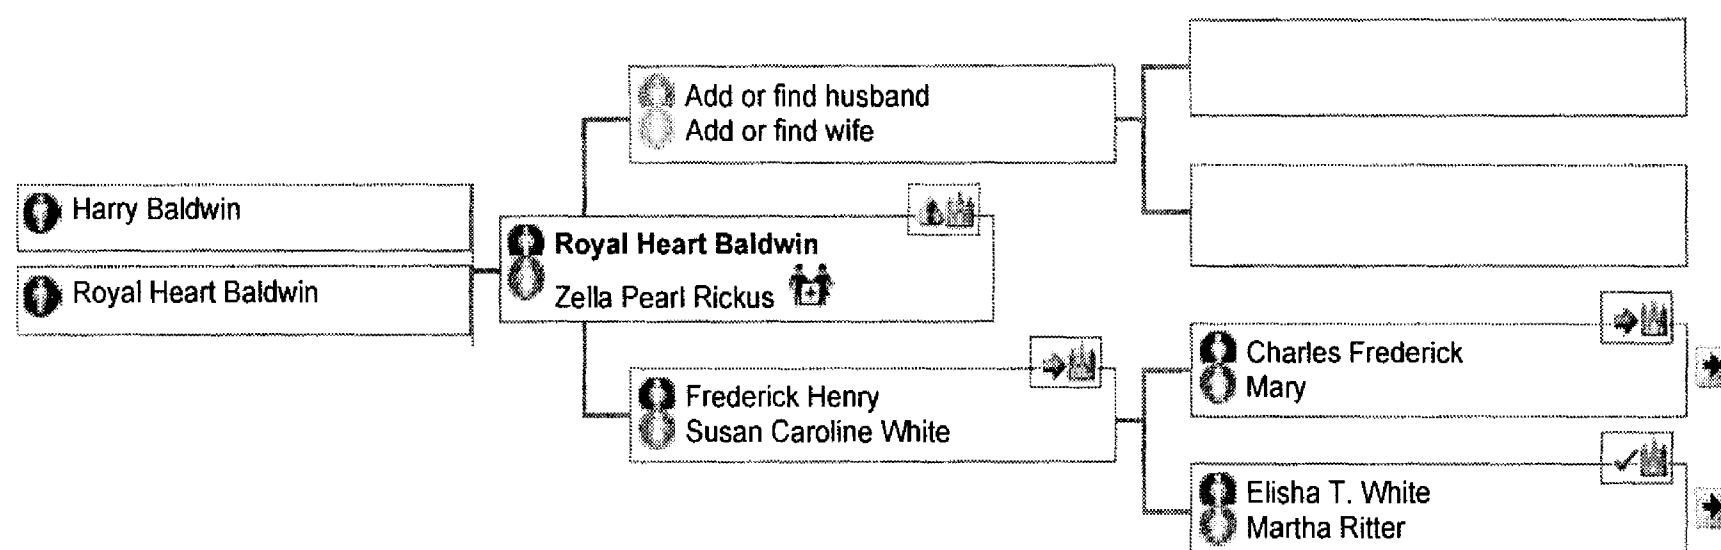 Add or find husband
Add or find wife
Harry Baldwin
Royal Heart Baldwin
Royal Heart Baldwin
Zella Pearl Rickus
Frederick Henry
Susan Caroline White
Charles Frederick
Mary
Elisha T. White
Martha Ritter